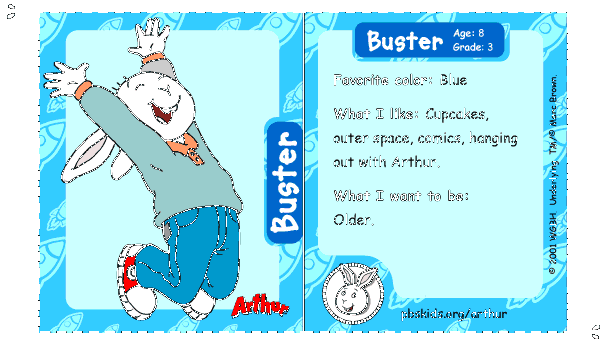 Buster
Arthur
Buster
Age: 8
Grade: 3
Favorite color: Blue
What I like: Cupcakes,
outer space, comics, hanging
out with Arthur.
What I want to be:
Older.
pbskids.org/arthur
© 2001 WGBH. Underlying TM/© Marc Brown.